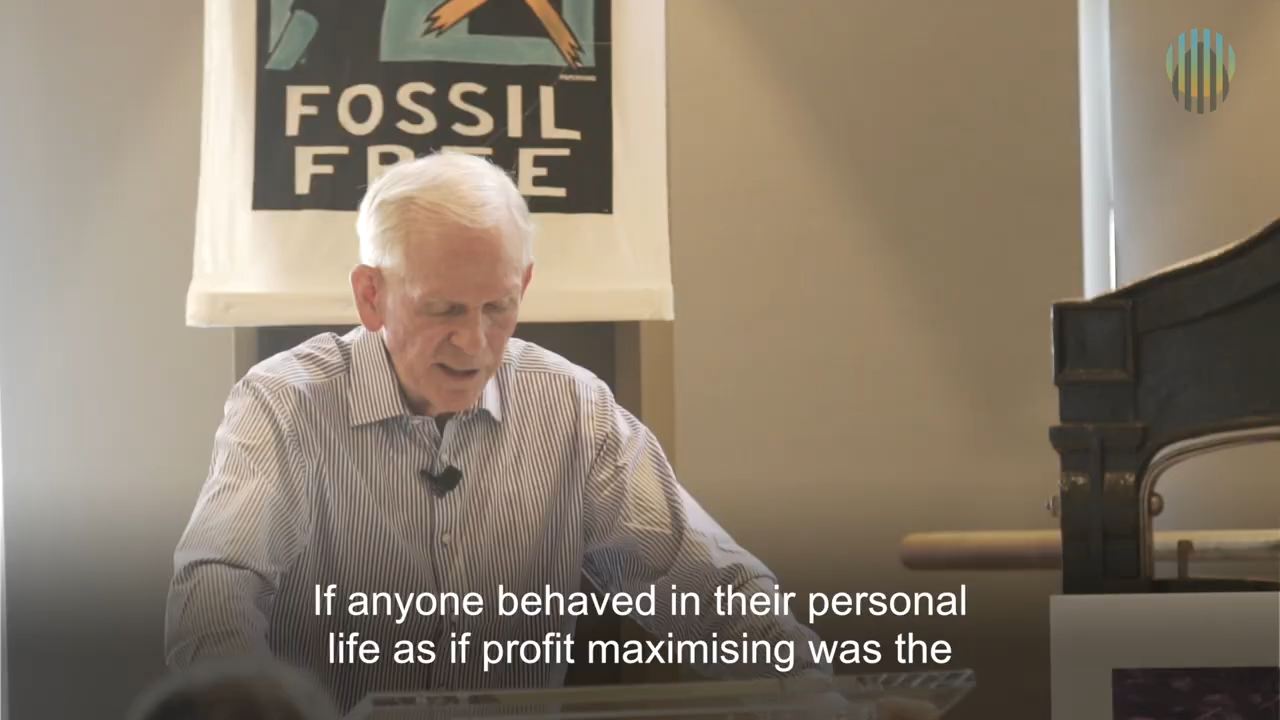 FOSSIL
FREE
If anyone behaved in their personal
life as if profit maximising was the